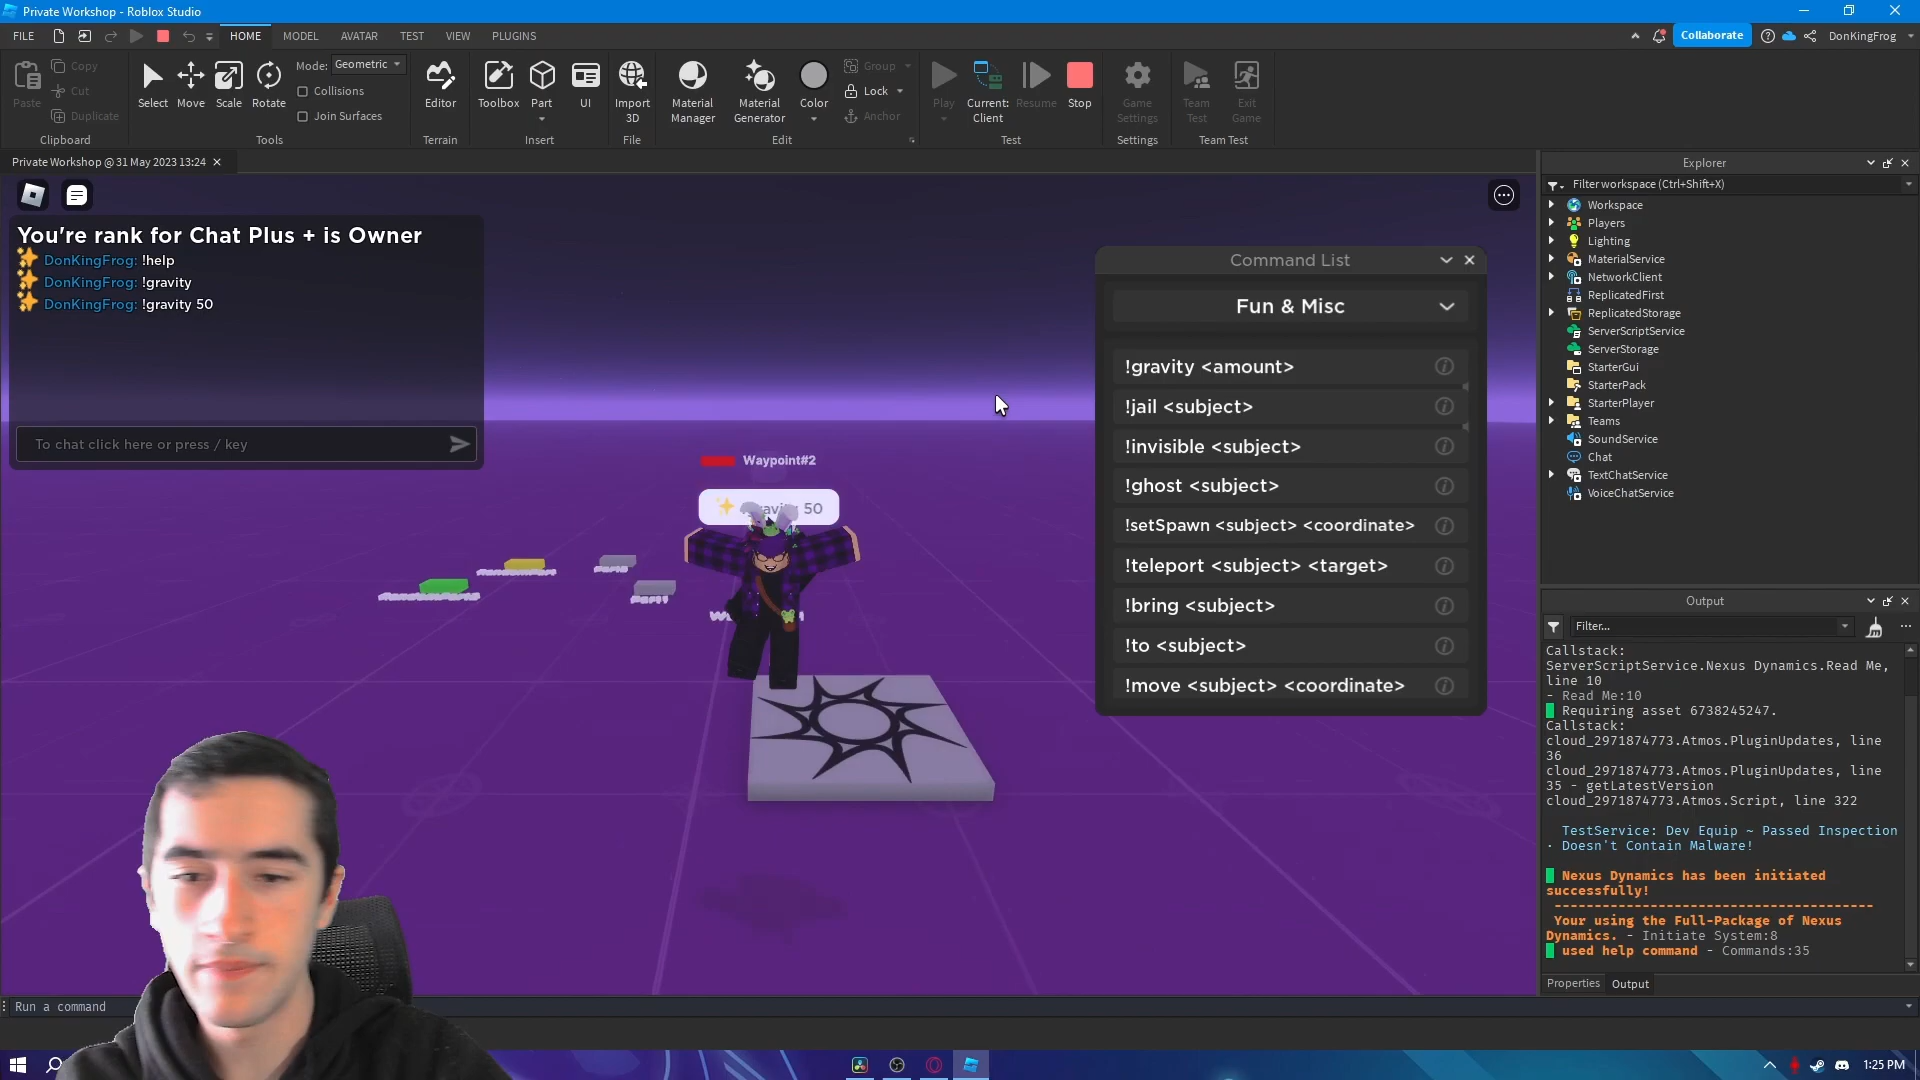 Private Workshop - Roblox Studio
FILE HOME MODEL AVATAR TEST VIEW PLUGINS
Collaborate DonKingFrog
Paste Copy Cut Duplicate
Clipboard
Select Move Scale Rotate
Mode: Geometric
Collisions
Join Surfaces
Tools
Editor
Terrain
Toolbox Part UI
Insert
Import 3D
File
Material Manager
Material Generator
Color
Group
Lock
Anchor
Edit
Play
Current: Client
Resume Stop
Test
Game Settings
Settings
Team Test
Exit Game
Team Test
Private Workshop @ 31 May 2023 13:24
You're rank for Chat Plus + is Owner
DonKingFrog: !help
DonKingFrog: !gravity
DonKingFrog: !gravity 50
To chat click here or press / key
Waypoint#2
50
Command List
Fun & Misc
!gravity <amount>
!jail <subject>
!invisible <subject>
!ghost <subject>
!setSpawn <subject> <coordinate>
!teleport <subject> <target>
!bring <subject>
!to <subject>
!move <subject> <coordinate>
Explorer
Filter workspace (Ctrl+Shift+X)
Workspace
Players
Lighting
MaterialService
NetworkClient
ReplicatedFirst
ReplicatedStorage
ServerScriptService
ServerStorage
StarterGui
StarterPack
StarterPlayer
Teams
SoundService
Chat
TextChatService
VoiceChatService
Output
Filter...
Callstack:
ServerScriptService.Nexus Dynamics.Read Me,
line 10
- Read Me:10
Requiring asset 6738245247.
Callstack:
cloud_2971874773.Atmos.PluginUpdates, line
36
cloud_2971874773.Atmos.PluginUpdates, line
35 - getLatestVersion
cloud_2971874773.Atmos.Script, line 322
TestService: Dev Equip ~ Passed Inspection
· Doesn't Contain Malware!
Nexus Dynamics has been initiated
successfully!
----------------------------------------
Your using the Full-Package of Nexus
Dynamics. - Initiate System:8
used help command - Commands:35
Properties Output
Run a command
1:25 PM